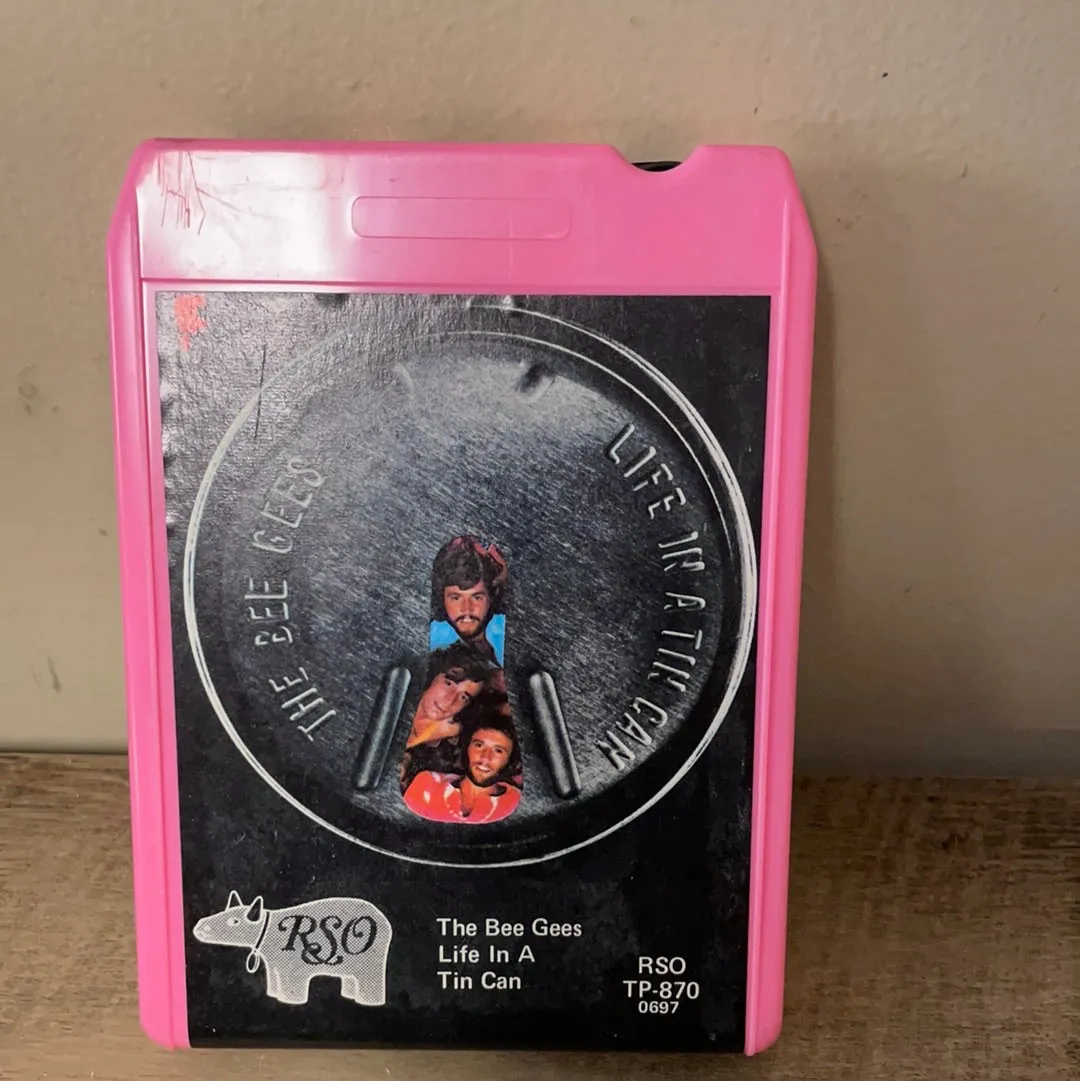 THE BEE GEES
LIFE IN A TIN CAN
RSO
The Bee Gees
Life In A
Tin Can
RSO
TP-870
0697